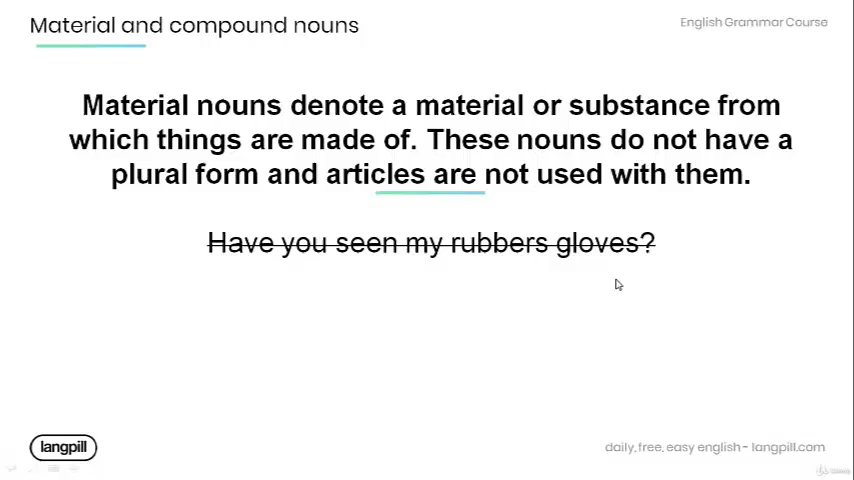 Material and compound nouns
English Grammar Course
Material nouns denote a material or substance from
which things are made of. These nouns do not have a
plural form and articles are not used with them.
Have you seen my rubbers gloves?
langpill
daily, free, easy english - langpill.com